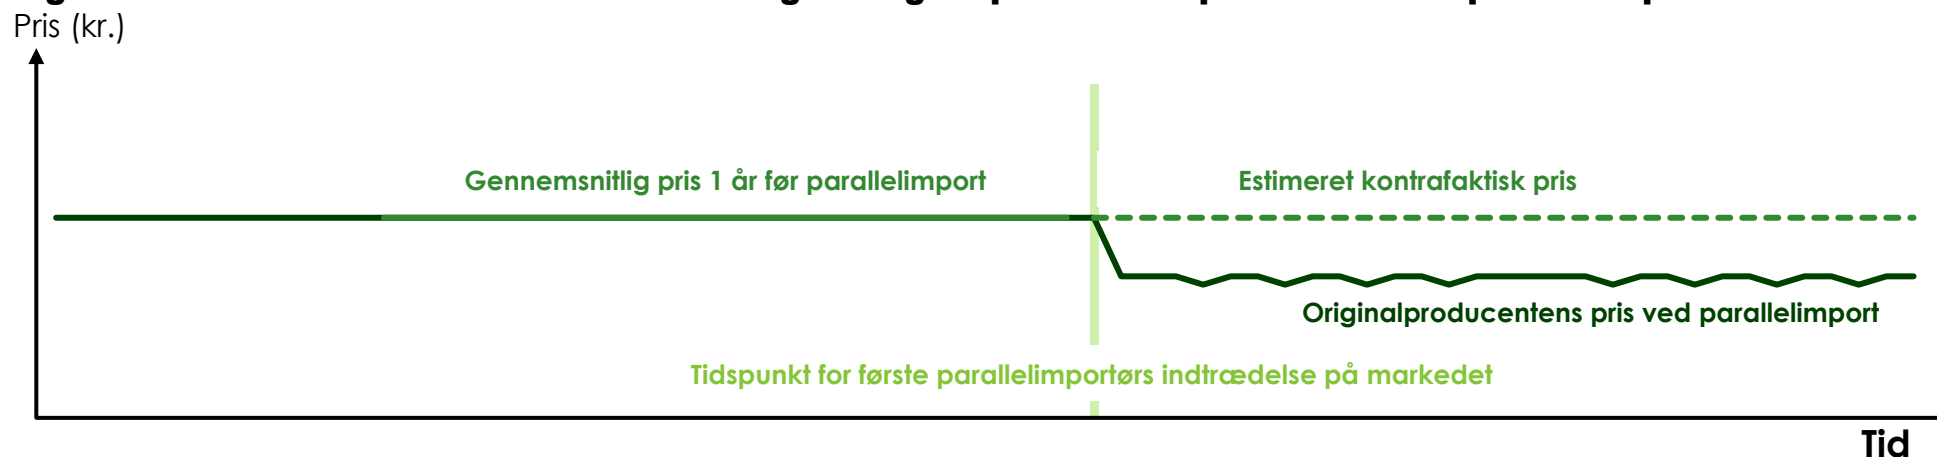 Pris (kr.)
Gennemsnitlig pris 1 år før parallelimport
Estimeret kontrafaktisk pris
Originalproducentens pris ved parallelimport
Tidspunkt for første parallelimportørs indtrædelse på markedet
Tid